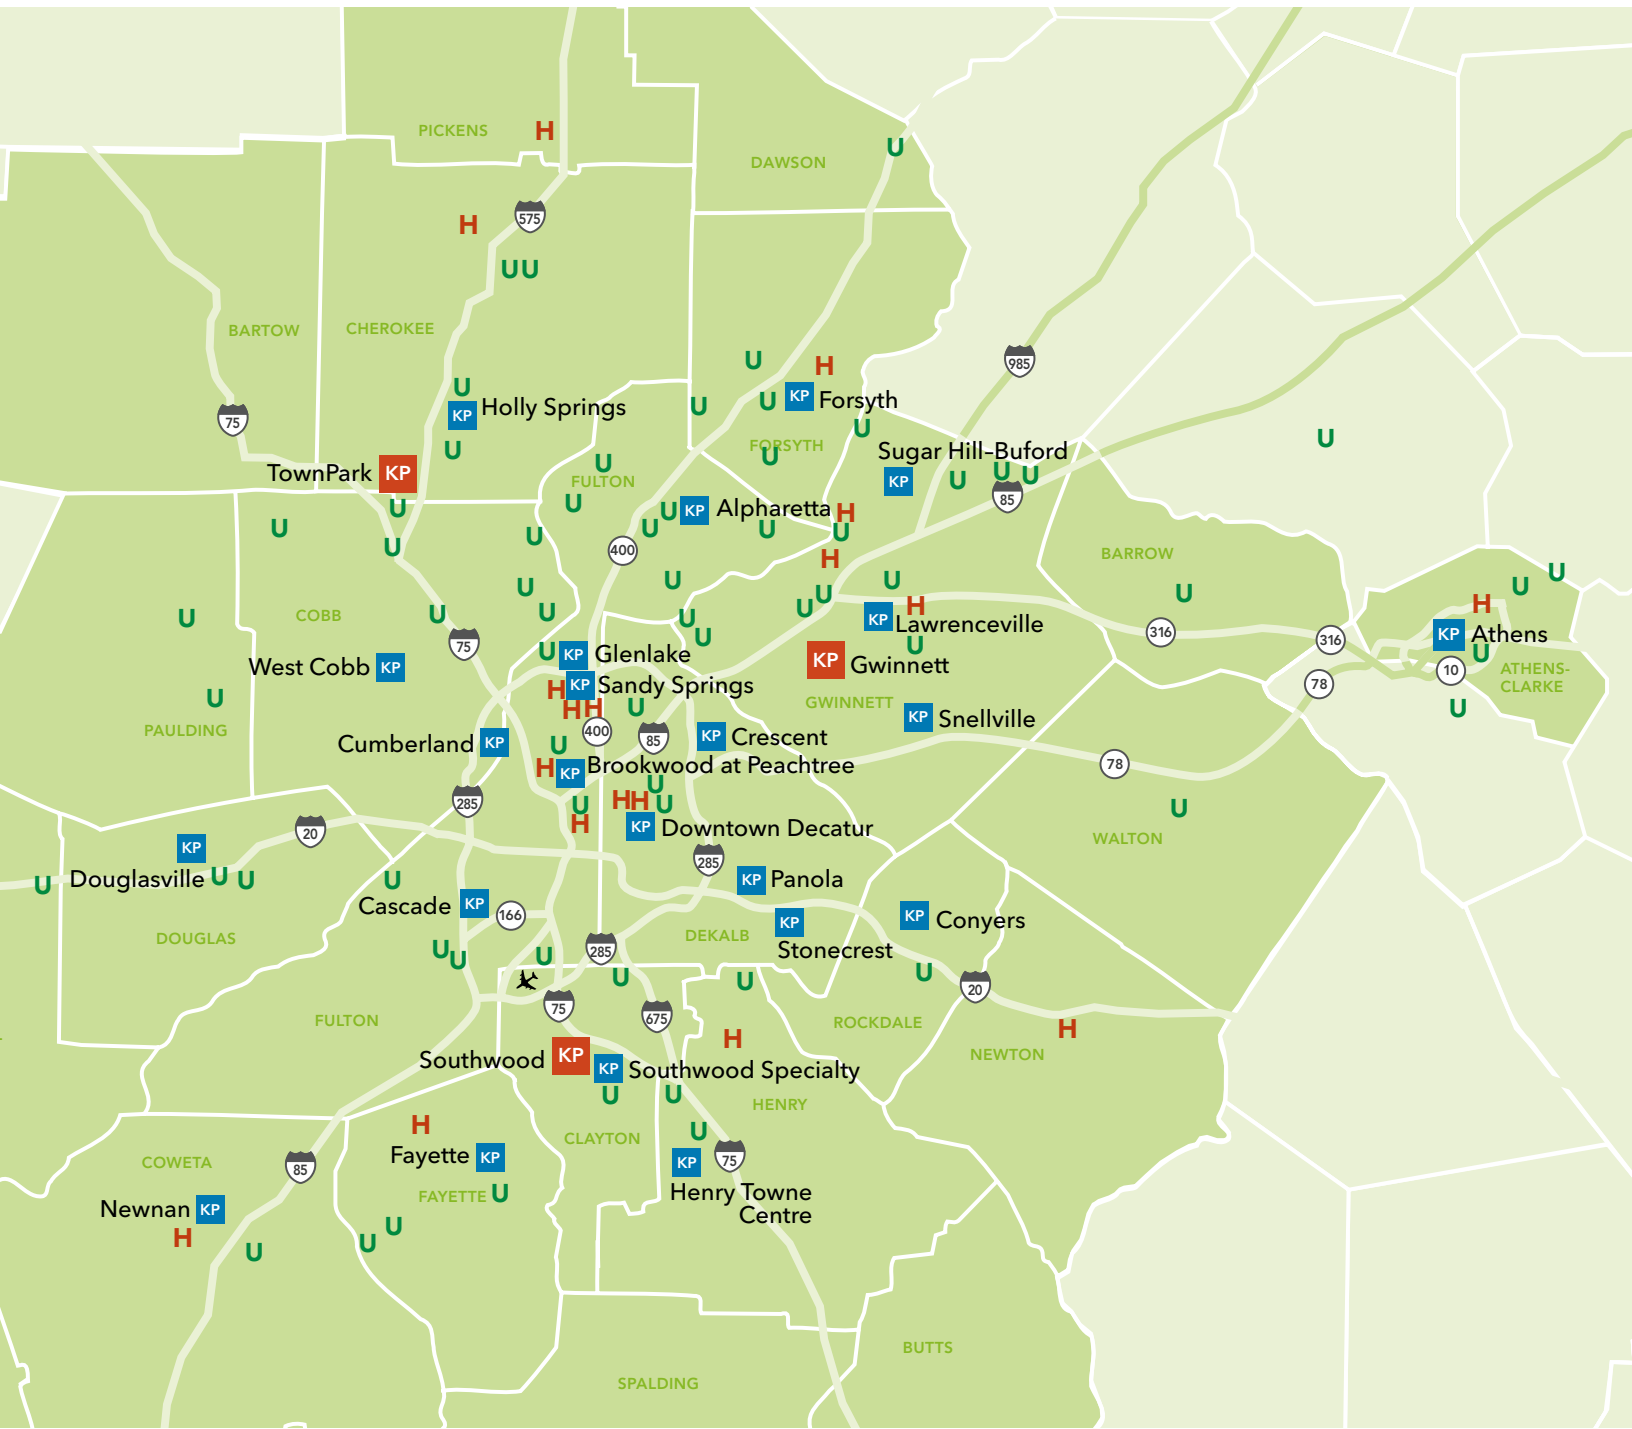 PICKENS
H
U
DAWSON
H
575
UU
BARTOW
CHEROKEE
985
U
H
U
KP
Holly Springs
U
U
KP
Forsyth
75
U
U
FORSYTH
U
Sugar Hill–Buford
U
TownPark
KP
U
FULTON
U
KP
U
U
U
85
U
U
U
KP
Alpharetta
H
U
U
U
U
U
U
400
H
BARROW
U
U
U
U
U
U
U
H
U
COBB
U
U
U
U
U
KP
Lawrenceville
H
316
316
KP
Athens
75
U
KP
Glenlake
U
U
West Cobb
KP
KP
Gwinnett
10
ATHENS-
CLARKE
H
KP
Sandy Springs
78
U
H
H
U
GWINNETT
U
PAULDING
400
85
KP
Crescent
KP
Snellville
Cumberland
KP
U
H
KP
Brookwood at Peachtree
78
285
U
H
H
U
U
U
20
H
KP
Downtown Decatur
WALTON
KP
285
Douglasville
U
U
U
U
KP
Panola
Cascade
KP
166
KP
Stonecrest
KP
Conyers
DOUGLAS
DEKALB
U
U
U
285
U
U
U
20
75
675
FULTON
ROCKDALE
H
H
NEWTON
Southwood
KP
KP
Southwood Specialty
U
U
HENRY
H
U
CLAYTON
Fayette
KP
COWETA
85
KP
75
FAYETTE
U
Henry Towne
Centre
Newnan
KP
H
U
U
U
BUTTS
SPALDING